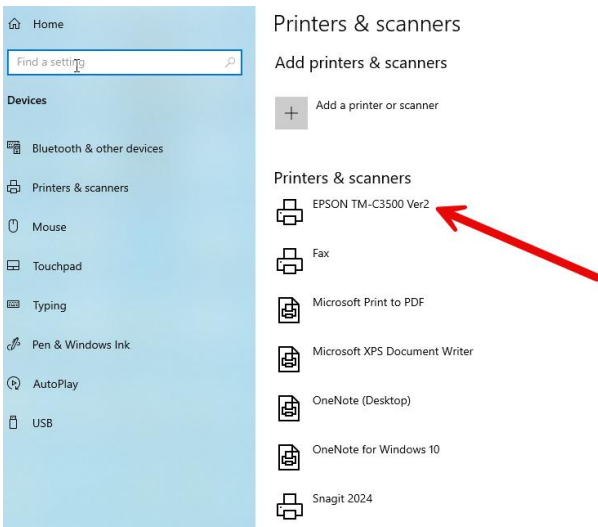 Home
Find a setting
Devices
Bluetooth & other devices
Printers & scanners
Mouse
Touchpad
Typing
Pen & Windows Ink
AutoPlay
USB
Printers & scanners
Add printers & scanners
Add a printer or scanner
Printers & scanners
EPSON TM-C3500 Ver2
Fax
Microsoft Print to PDF
Microsoft XPS Document Writer
OneNote (Desktop)
OneNote for Windows 10
Snagit 2024